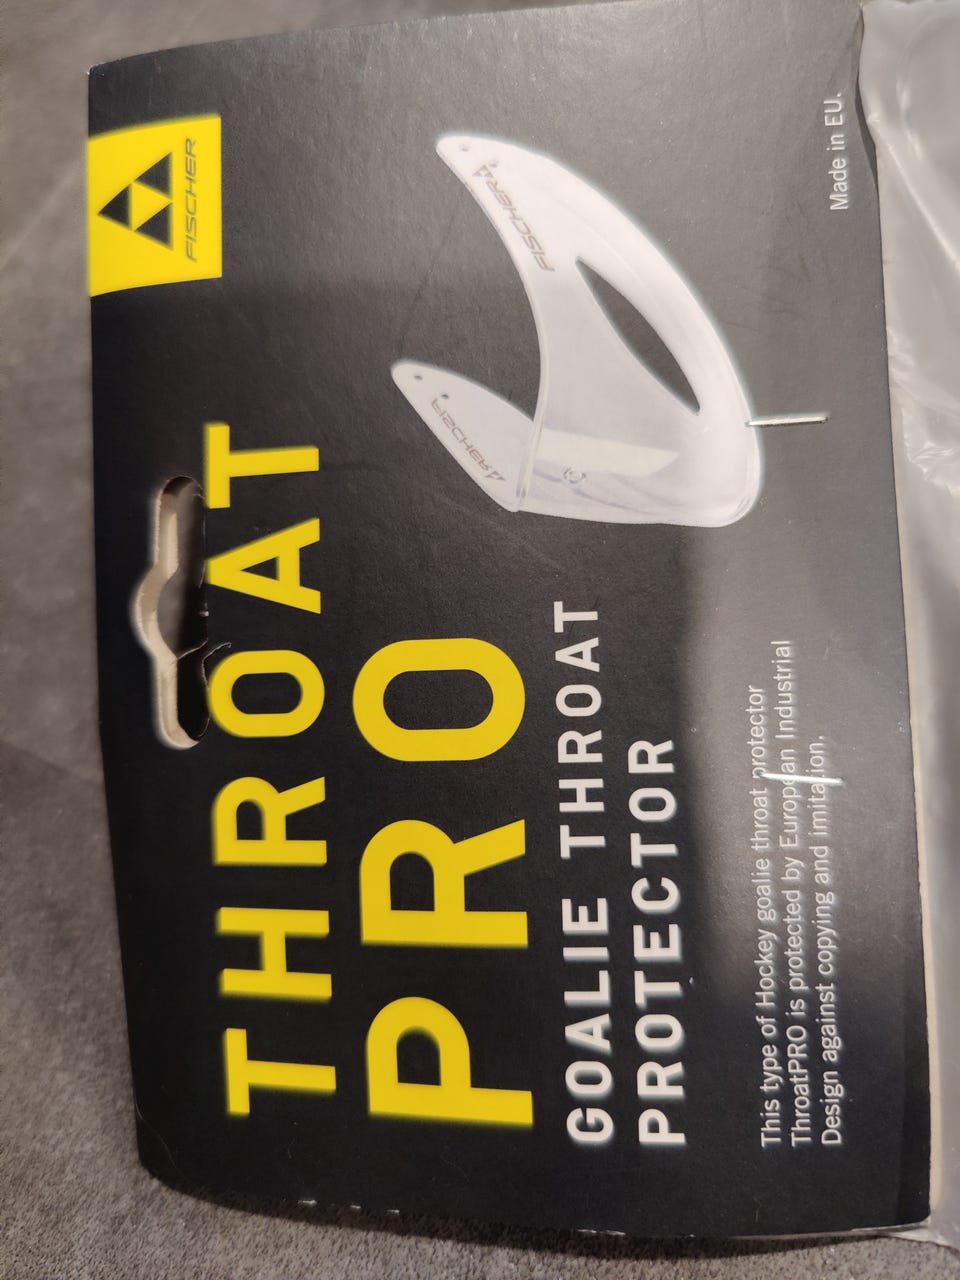 FISCHER
THROAT
PRO
GOALIE THROAT
PROTECTOR
FISCHER
FISCHER
This type of Hockey goalie throat protector
ThroatPRO is protected by European Industrial
Design against copying and imitation.
Made in EU.